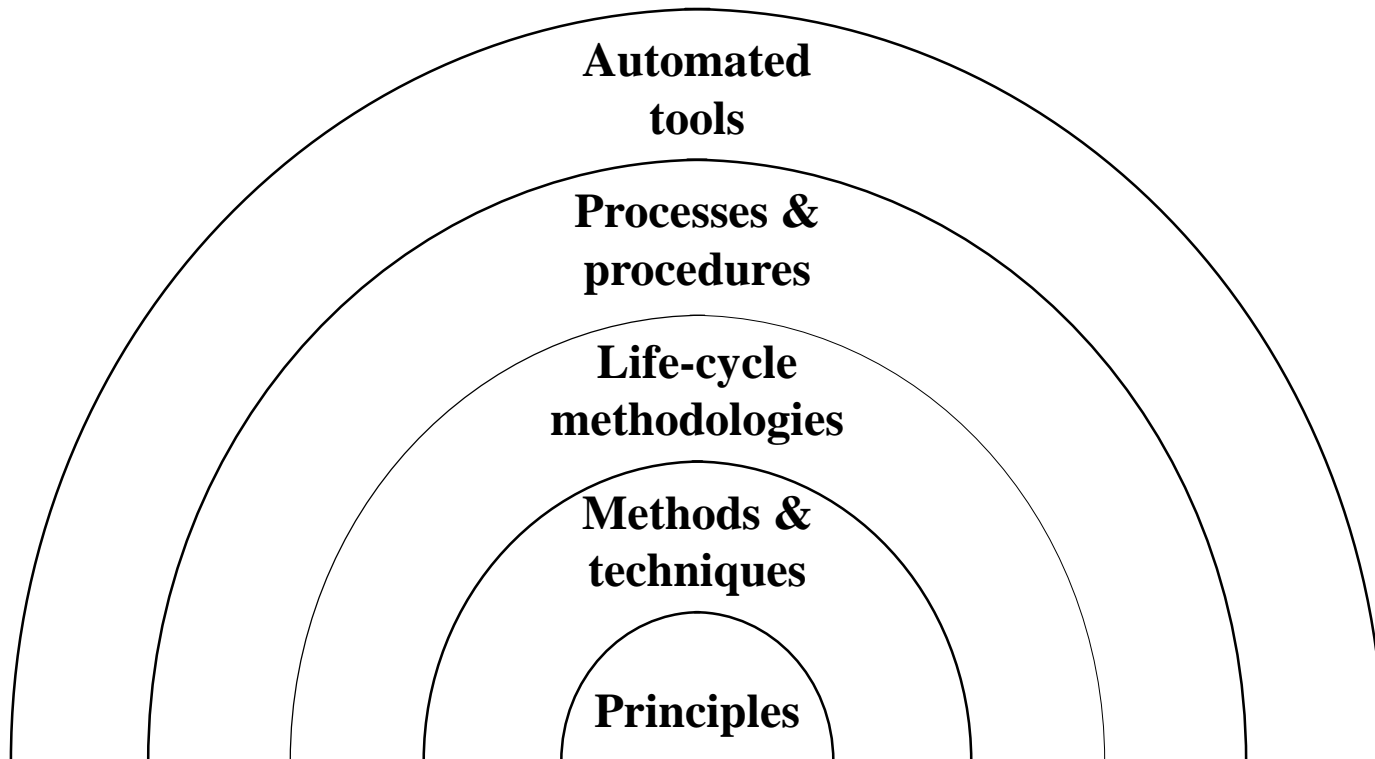 Automated
tools
Processes &
procedures
Life-cycle
methodologies
Methods &
techniques
Principles